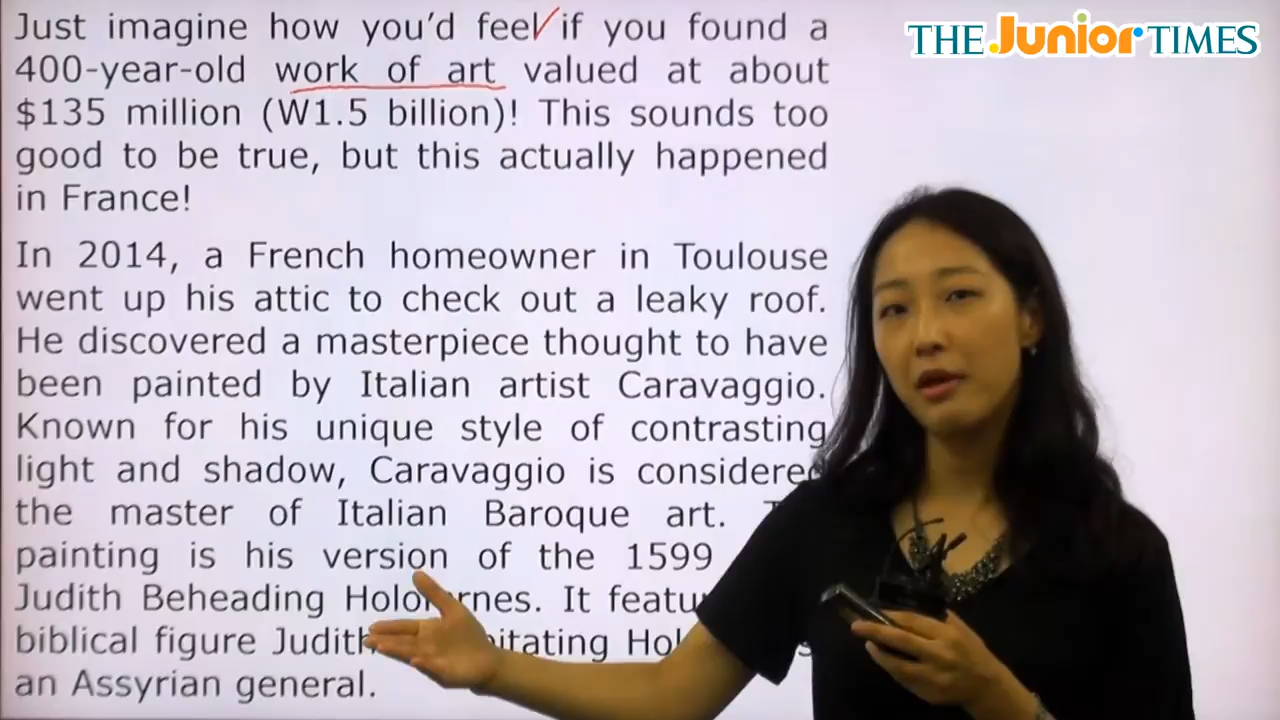 THE Junior TIMES
Just imagine how you'd feel if you found a
400-year-old work of art valued at about
$135 million (W1.5 billion)! This sounds too
good to be true, but this actually happened
in France!
In 2014, a French homeowner in Toulouse
went up his attic to check out a leaky roof.
He discovered a masterpiece thought to have
been painted by Italian artist Caravaggio.
Known for his unique style of contrasting
light and shadow, Caravaggio is considered
the master of Italian Baroque art.
painting is his version of the 1599
Judith Beheading It
biblical figure Judith
an Assyrian general.